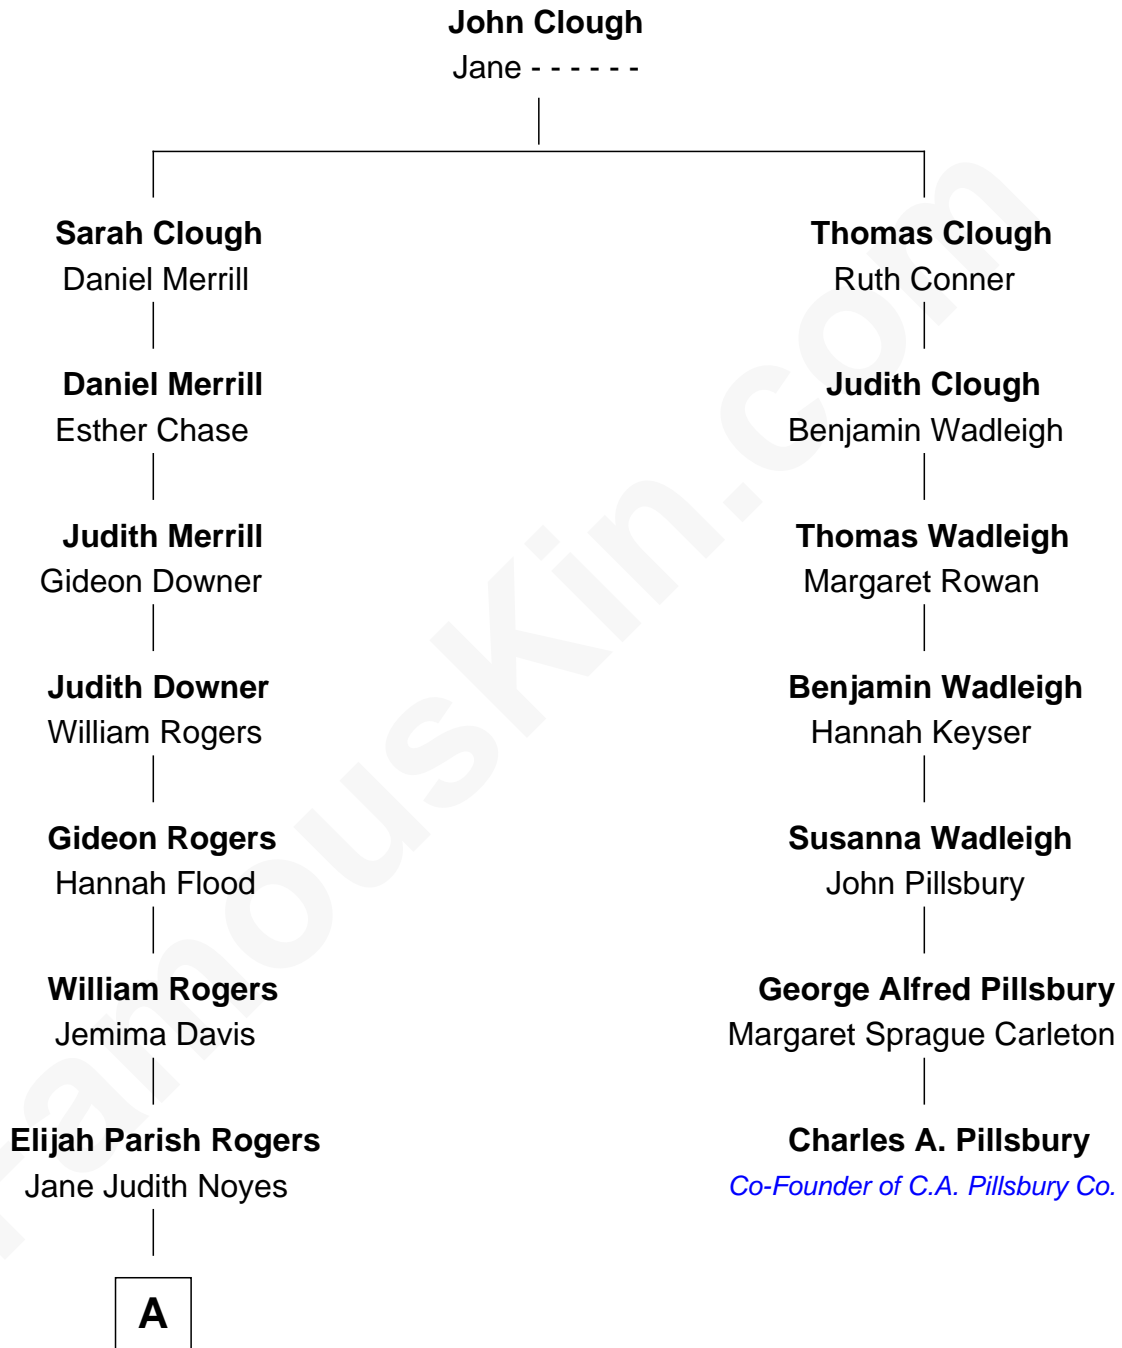 John Clough
Jane - - - - - -
Sarah Clough
Daniel Merrill
Thomas Clough
Ruth Conner
Daniel Merrill
Esther Chase
Judith Clough
Benjamin Wadleigh
Judith Merrill
Gideon Downer
Thomas Wadleigh
Margaret Rowan
Judith Downer
William Rogers
Benjamin Wadleigh
Hannah Keyser
Gideon Rogers
Hannah Flood
Susanna Wadleigh
John Pillsbury
William Rogers
Jemima Davis
George Alfred Pillsbury
Margaret Sprague Carleton
Elijah Parish Rogers
Jane Judith Noyes
Charles A. Pillsbury
Co-Founder of C.A. Pillsbury Co.
A
FamousKin.com